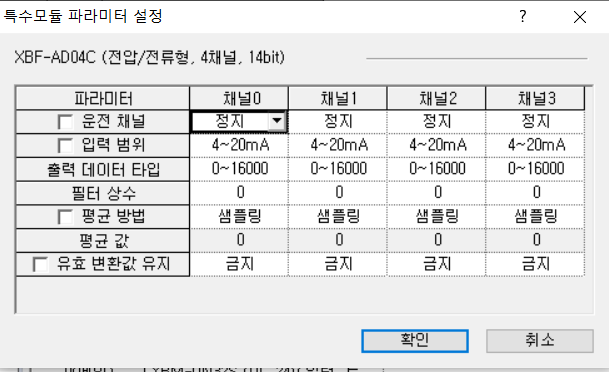 특수모듈 파라미터 설정
XBF-AD04C (전압/전류형, 4채널, 14bit)
파라미터 채널0 채널1 채널2 채널3
운전 채널 정지 정지 정지 정지
입력 범위 4~20mA 4~20mA 4~20mA 4~20mA
출력 데이터 타입 0~16000 0~16000 0~16000 0~16000
필터 상수 0 0 0 0
평균 방법 샘플링 샘플링 샘플링 샘플링
평균 값 0 0 0 0
유효 변환값 유지 금지 금지 금지 금지
확인 취소